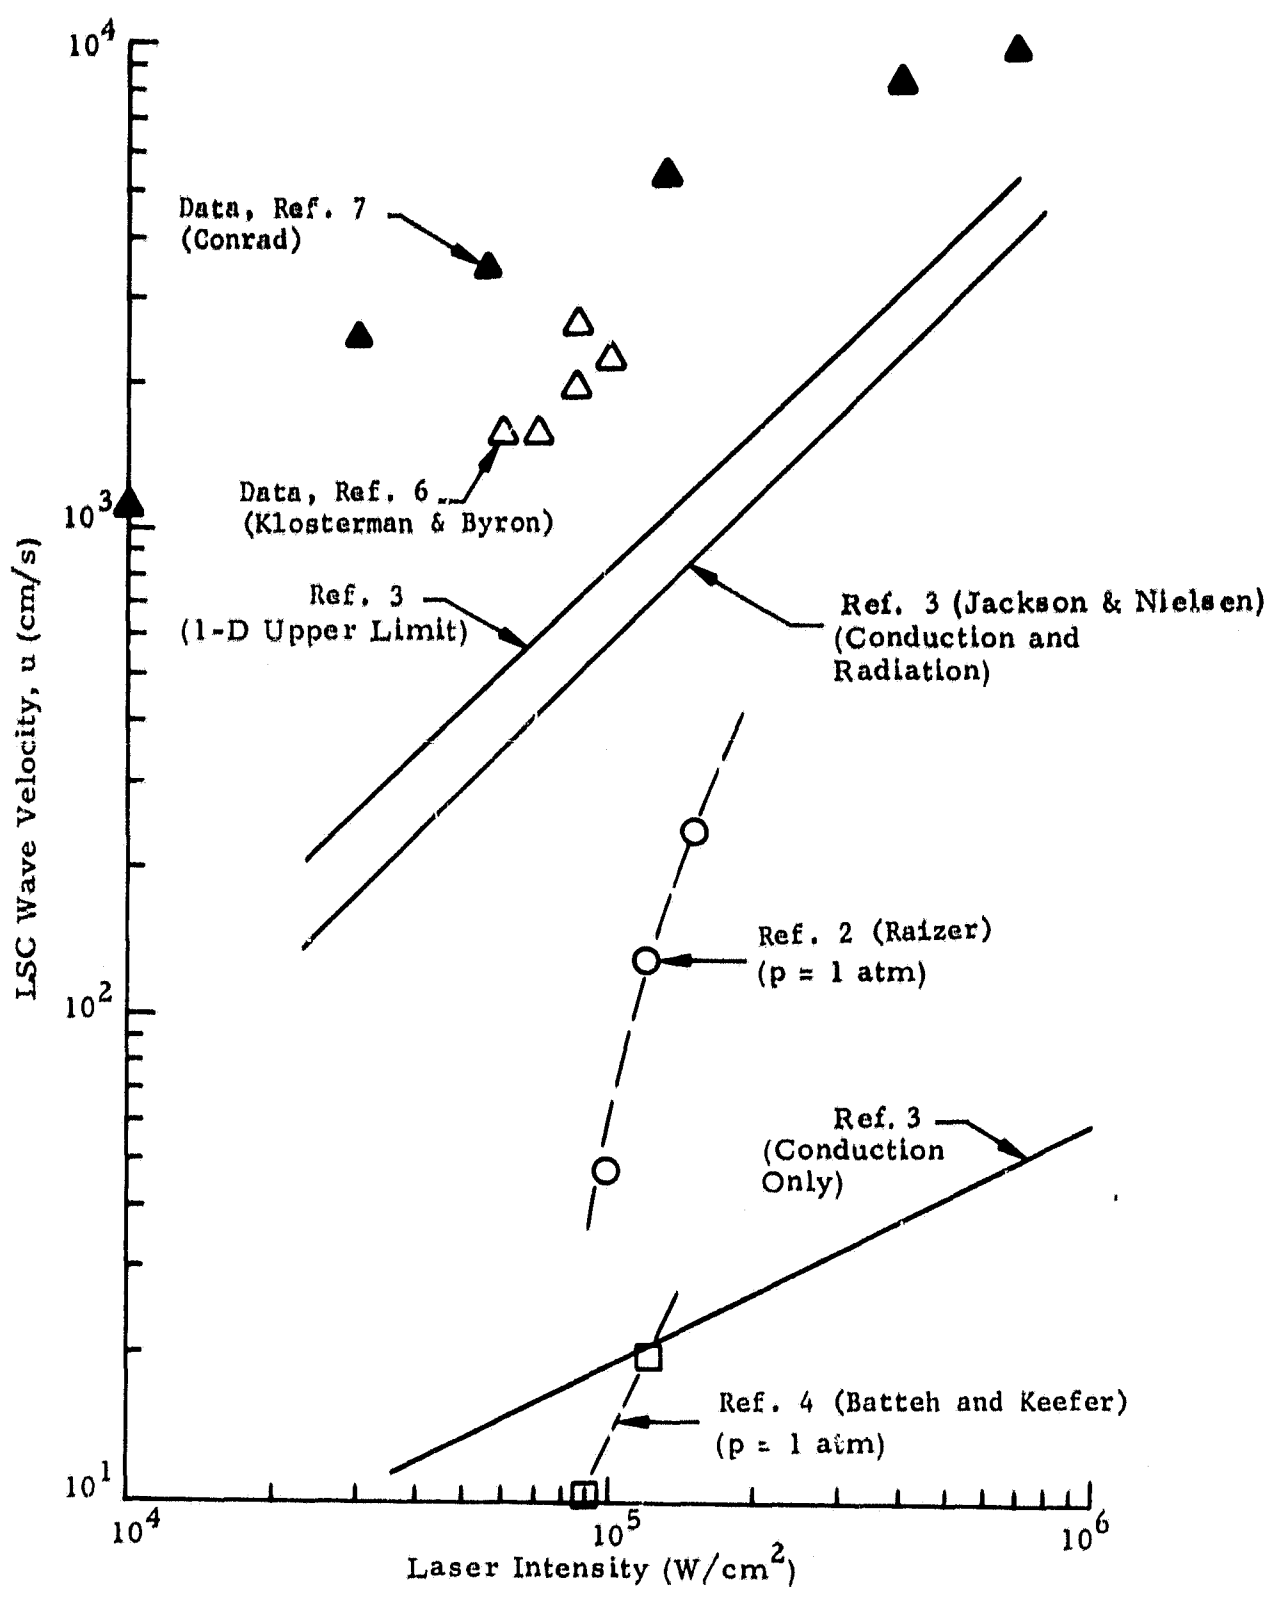 10^4
Data, Ref. 7
(Conrad)
Data, Ref. 6
(Klosterman & Byron)
10^3
Ref. 3
(1-D Upper Limit)
Ref. 3 (Jackson & Nielsen)
(Conduction and
Radiation)
LSC Wave Velocity, u (cm/s)
Ref. 2 (Raizer)
(p = 1 atm)
10^2
Ref. 3
(Conduction
Only)
Ref. 4 (Batteh and Keefer)
(p = 1 atm)
10^1
10^4
10^5
10^6
Laser Intensity (W/cm^2)